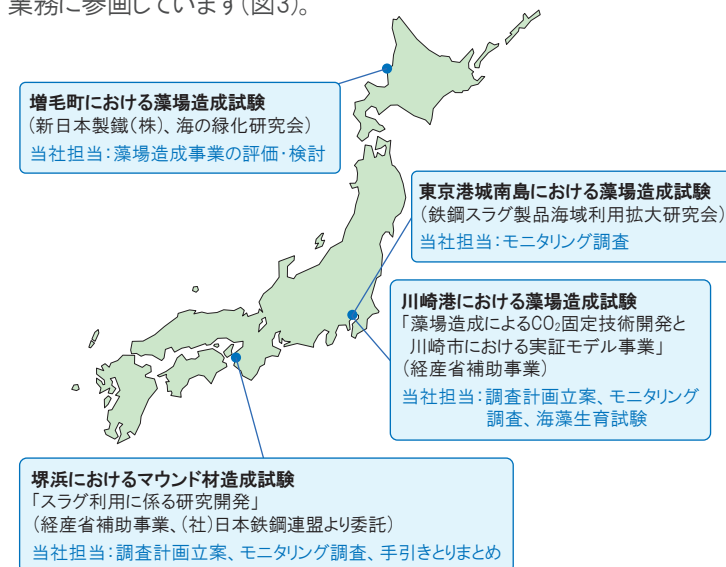 業務に参画しています(図3)。
増毛町における藻場造成試験
(新日本製鐵(株)、海の緑化研究会)
当社担当:藻場造成事業の評価・検討
東京港城南島における藻場造成試験
(鉄鋼スラグ製品海域利用拡大研究会)
当社担当:モニタリング調査
川崎港における藻場造成試験
「藻場造成によるCO₂固定技術開発と
川崎市における実証モデル事業」
(経産省補助事業)
当社担当:調査計画立案、モニタリング
調査、海藻生育試験
堺浜におけるマウンド材造成試験
「スラグ利用に係る研究開発」
(経産省補助事業、(社)日本鉄鋼連盟より委託)
当社担当:調査計画立案、モニタリング調査、手引きとりまとめ